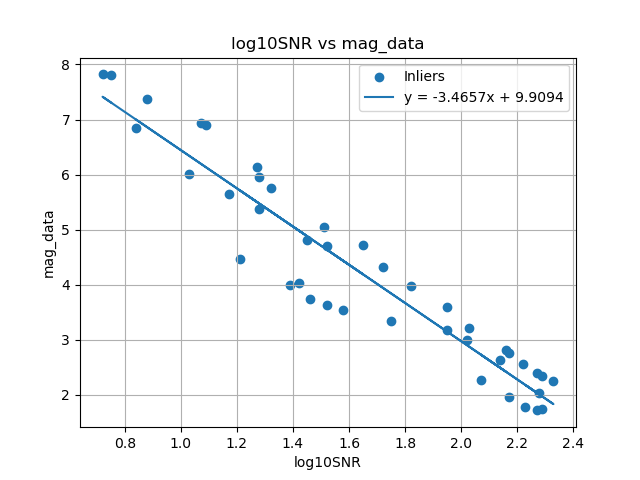 log10SNR vs mag_data
Inliers
y = -3.4657x + 9.9094
8
7
6
5
4
3
2
mag_data
0.8 1.0 1.2 1.4 1.6 1.8 2.0 2.2 2.4
log10SNR